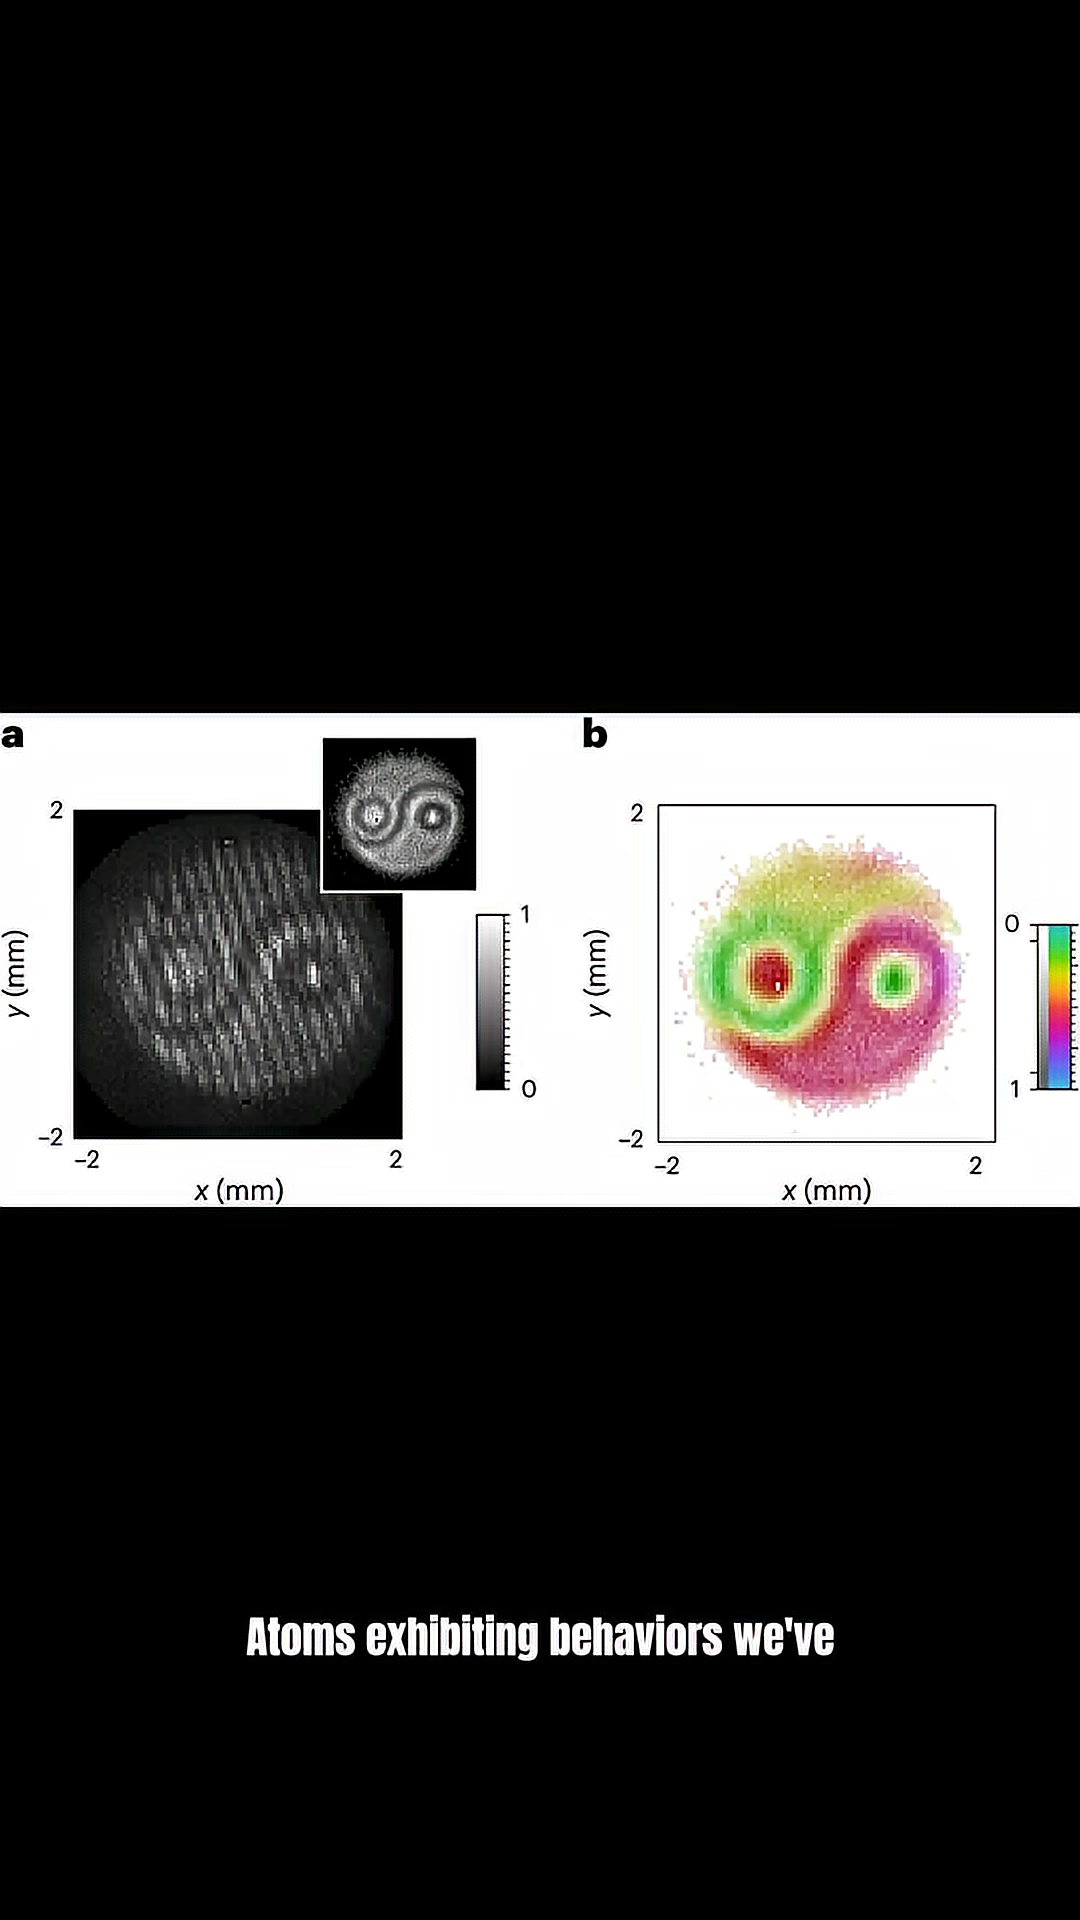 a
b
2
y (mm)
–2
–2
2
x (mm)
1
0
2
y (mm)
–2
–2
2
x (mm)
0
1
Atoms exhibiting behaviors we've